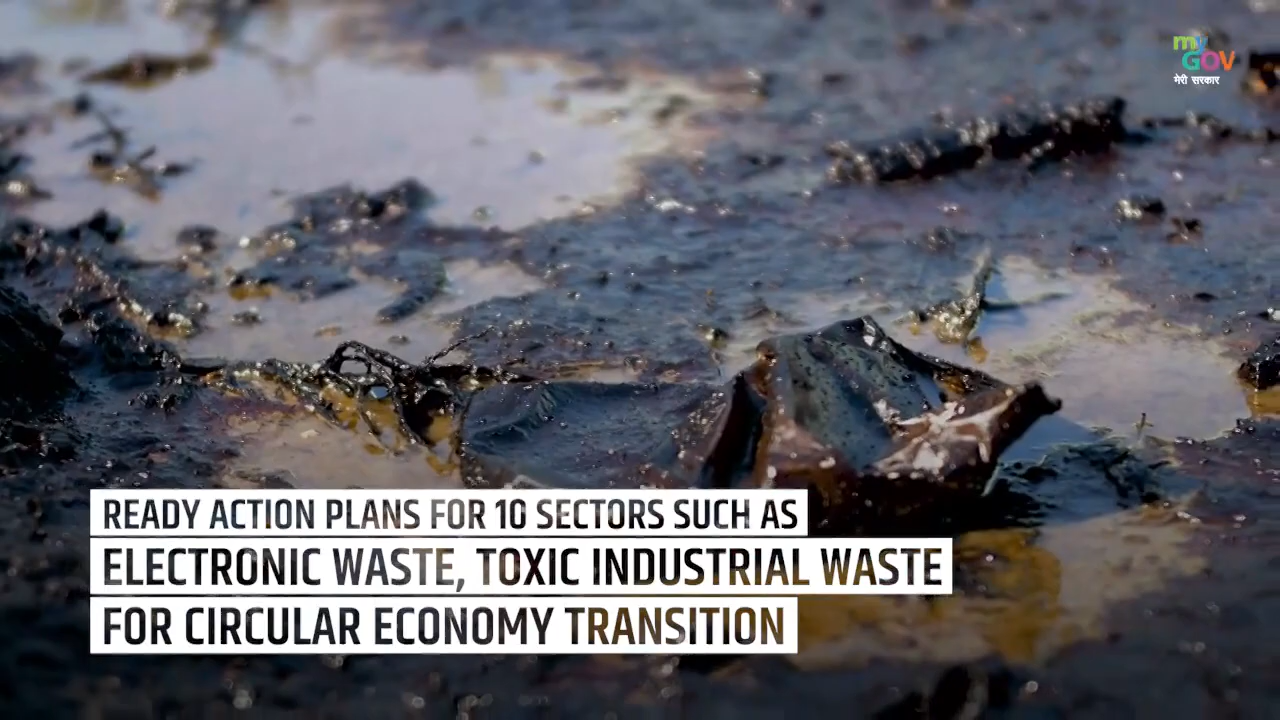 my
GOV
मेरी सरकार
READY ACTION PLANS FOR 10 SECTORS SUCH AS
ELECTRONIC WASTE, TOXIC INDUSTRIAL WASTE
FOR CIRCULAR ECONOMY TRANSITION